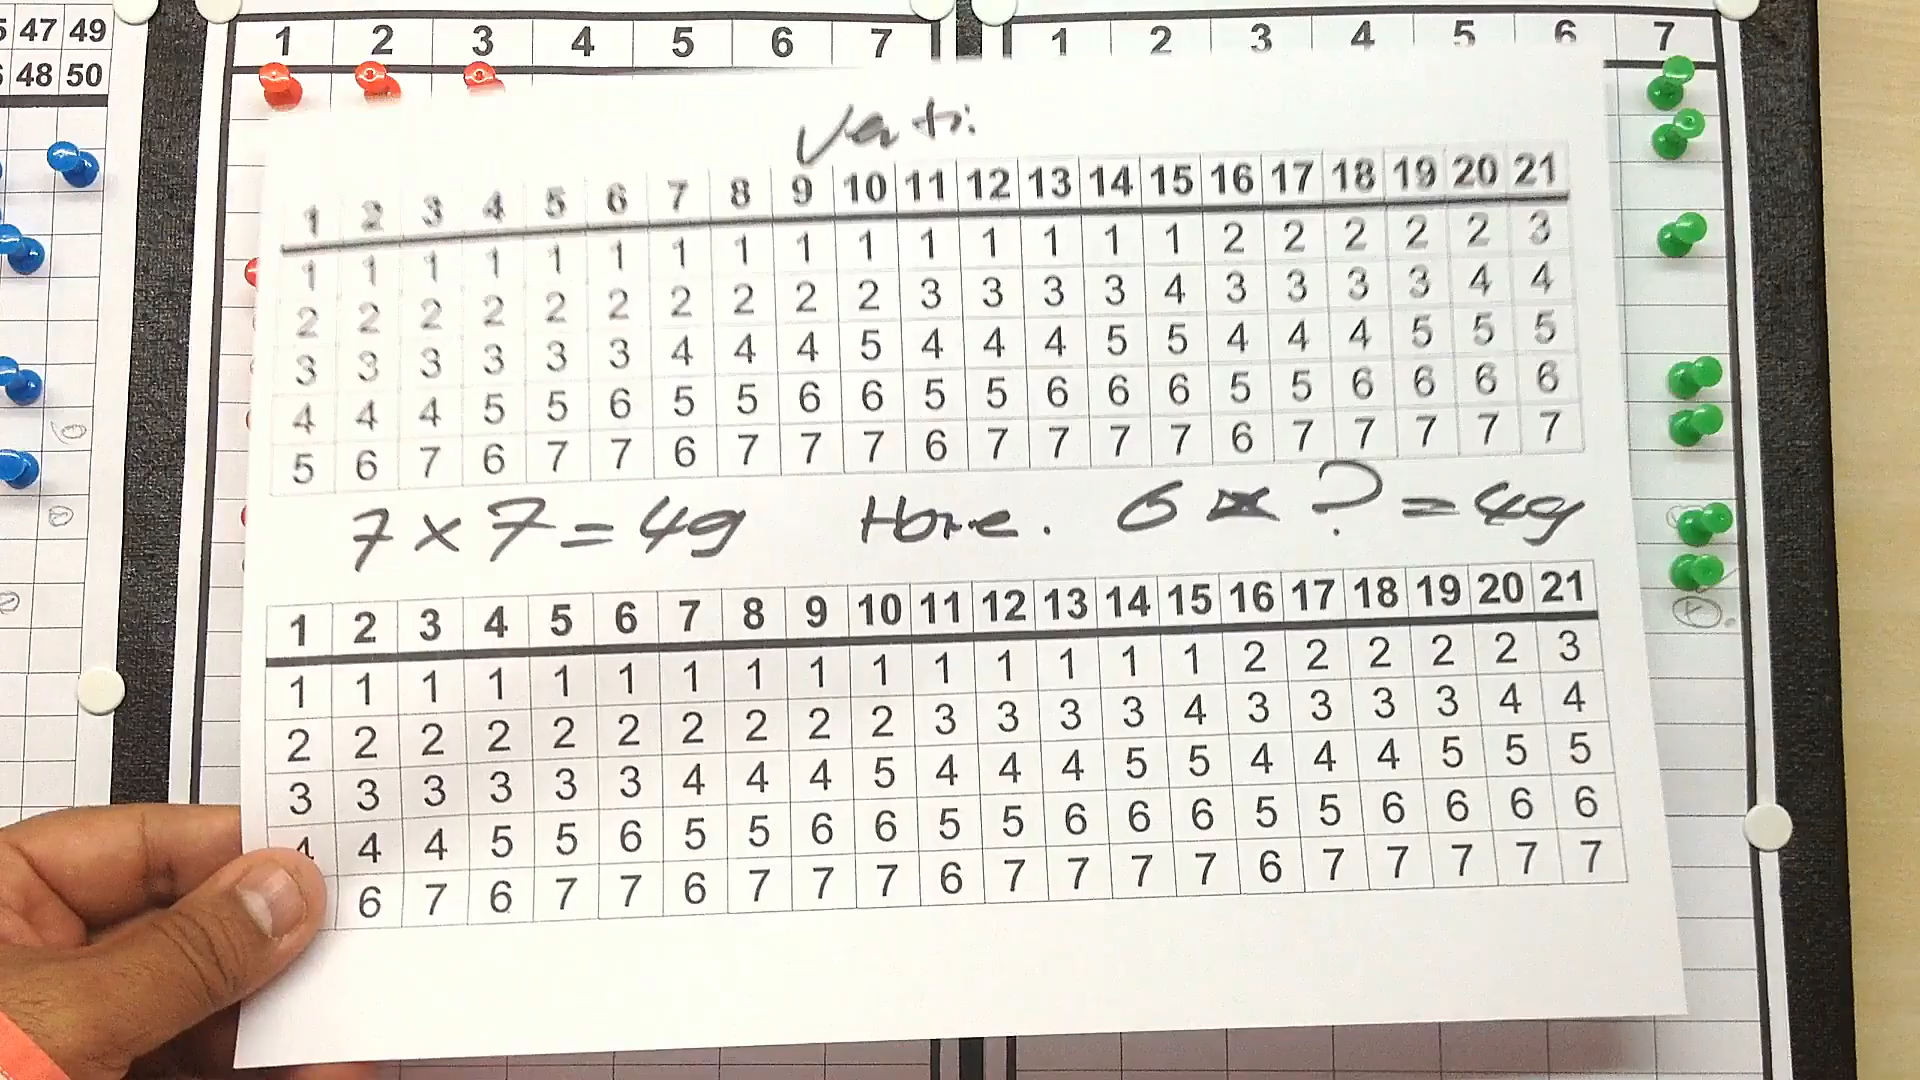 47 49
48 50
1 2 3 4 5 6 7
1 2 3 4 5 6 7
Verti:
1 2 3 4 5 6 7 8 9 10 11 12 13 14 15 16 17 18 19 20 21
1 1 1 1 1 1 1 1 1 1 1 1 1 1 1 2 2 2 2 2 3
2 2 2 2 2 2 2 2 2 2 3 3 3 3 4 3 3 3 3 4 4
3 3 3 3 3 3 4 4 4 5 4 4 4 5 5 4 4 4 5 5 5
4 4 4 5 5 6 5 5 6 6 5 5 6 6 6 5 5 6 6 6 6
5 6 7 6 7 7 6 7 7 7 6 7 7 7 7 6 7 7 7 7 7
7 x 7 = 49 Hore. 6 x ? = 49
1 2 3 4 5 6 7 8 9 10 11 12 13 14 15 16 17 18 19 20 21
1 1 1 1 1 1 1 1 1 1 1 1 1 1 1 2 2 2 2 2 3
2 2 2 2 2 2 2 2 2 2 3 3 3 3 4 3 3 3 3 4 4
3 3 3 3 3 3 4 4 4 5 4 4 4 5 5 4 4 4 5 5 5
4 4 4 5 5 6 5 5 6 6 5 5 6 6 6 5 5 6 6 6 6
6 7 6 7 7 6 7 7 7 6 7 7 7 7 6 7 7 7 7 7